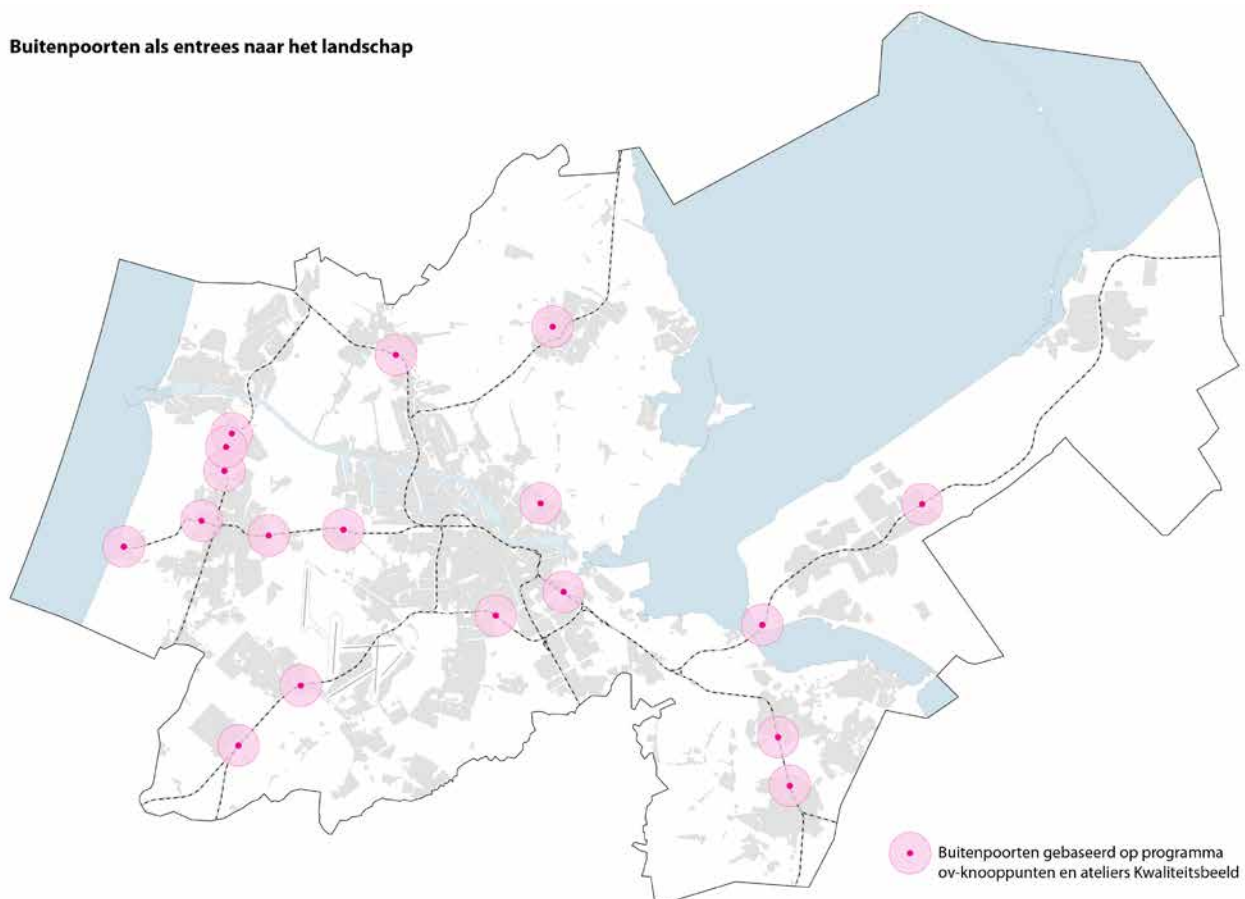 Buitenpoorten als entrees naar het landschap
Buitenpoorten gebaseerd op programma
ov-knooppunten en ateliers Kwaliteitsbeeld